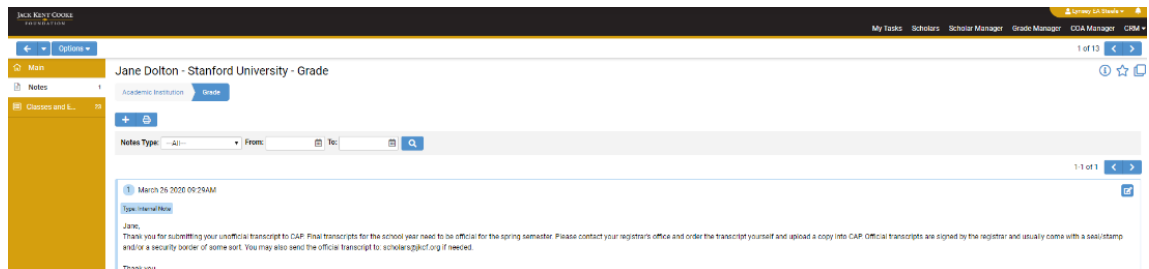 JACK KENT COOKE
FOUNDATION
Lynsey EA Steele
My Tasks Scholars Scholar Manager Grade Manager COA Manager CRM
Options
1 of 13
Main
Jane Dolton - Stanford University - Grade
Notes 1
Academic Institution Grade
Classes and E...
Notes Type: --All-- From: To:
1-1 of 1
1 March 26 2020 09:29AM
Type: Internal Note
Jane,
Thank you for submitting your unofficial transcript to CAP. Final transcripts for the school year need to be official for the spring semester. Please contact your registrar's office and order the transcript yourself and upload a copy into CAP. Official transcripts are signed by the registrar and usually come with a seal/stamp
and/or a security border of some sort. You may also send the official transcript to: scholars@jkcf.org if needed.
Thank you